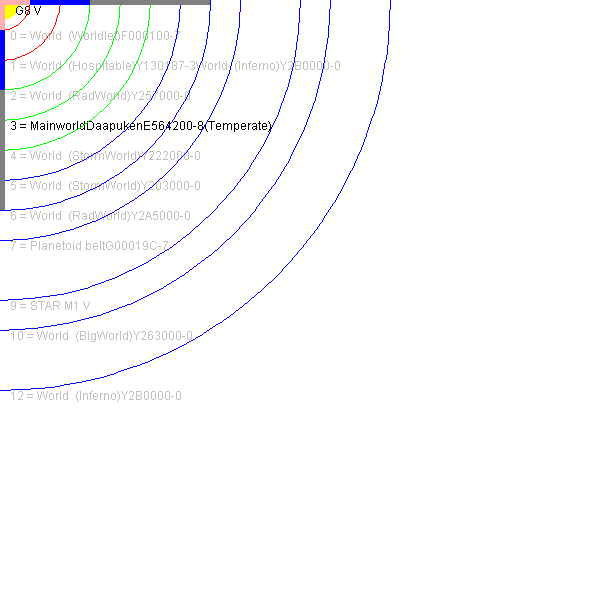 G8 V
0 = World  (Worldlet)F000100-7
1 = World  (Hospitable)Y130187-3World  (Inferno)Y2B0000-0
2 = World  (RadWorld)Y257000-0
3 = MainworldDaapukenE564200-8(Temperate)
4 = World  (StormWorld)Y222000-0
5 = World  (StormWorld)Y203000-0
6 = World  (RadWorld)Y2A5000-0
7 = Planetoid beltG00019C-7
9 = STAR M1 V
10 = World  (BigWorld)Y263000-0
12 = World  (Inferno)Y2B0000-0